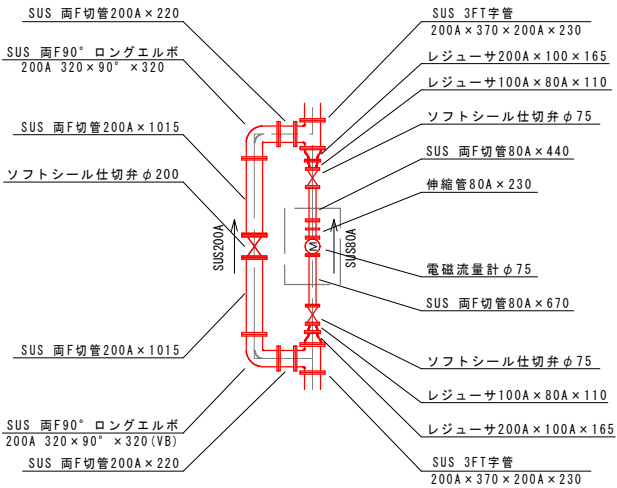 SUS 両F切管200A×220
SUS 両F90° ロングエルボ
200A 320×90° ×320
SUS 両F切管200A×1015
ソフトシール仕切弁φ200
SUS 両F切管200A×1015
SUS 両F90° ロングエルボ
200A 320×90° ×320(VB)
SUS 両F切管200A×220
SUS200A
M
SUS80A
SUS 3FT字管
200A×370×200A×230
レジューサ200A×100×165
レジューサ100A×80A×110
ソフトシール仕切弁φ75
SUS 両F切管80A×440
伸縮管80A×230
電磁流量計φ75
SUS 両F切管80A×670
ソフトシール仕切弁φ75
レジューサ100A×80A×110
レジューサ200A×100A×165
SUS 3FT字管
200A×370×200A×230